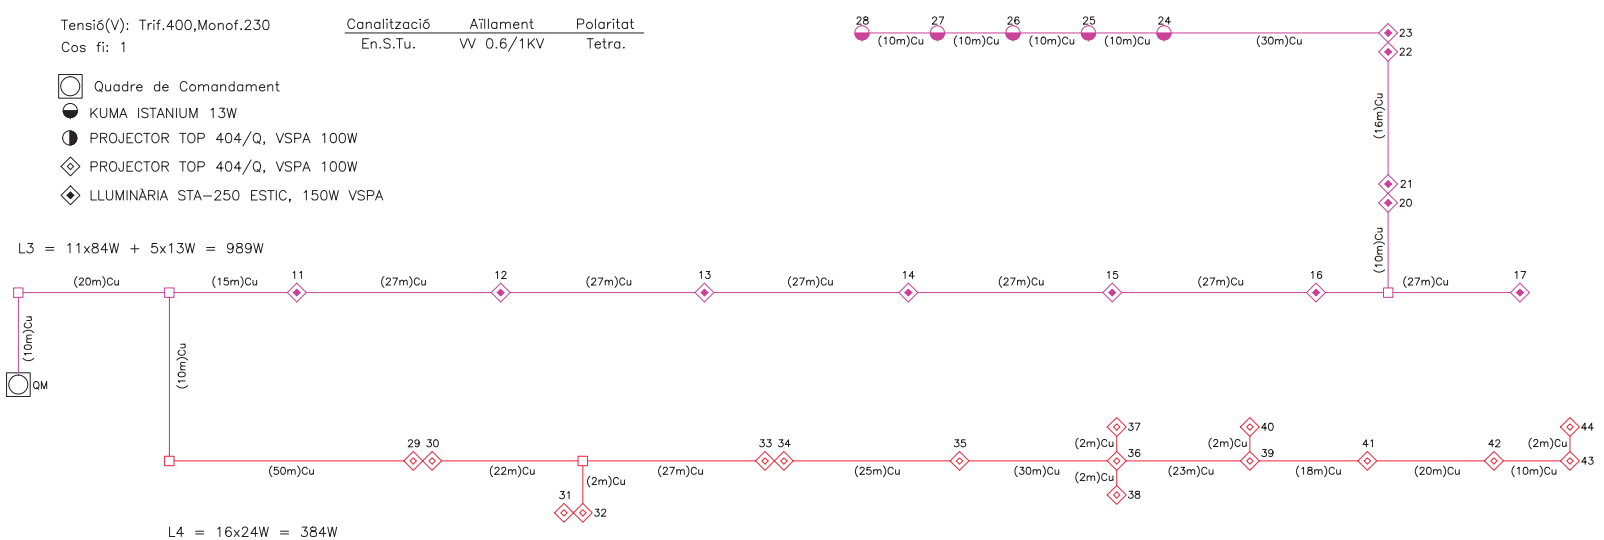 Tensió(V): Trif.400,Monof.230
Cos fi: 1
Canalització Aïllament Polaritat
En.S.Tu. VV 0.6/1KV Tetra.
Quadre de Comandament
KUMA ISTANIUM 13W
PROJECTOR TOP 404/Q, VSPA 100W
PROJECTOR TOP 404/Q, VSPA 100W
LLUMINÀRIA STA-250 ESTIC, 150W VSPA
28 27 26 25 24 23
(10m)Cu (10m)Cu (10m)Cu (10m)Cu (30m)Cu
22
(16m)Cu
21
20
(10m)Cu
L3 = 11x84W + 5x13W = 989W
11 12 13 14 15 16 17
(20m)Cu (15m)Cu (27m)Cu (27m)Cu (27m)Cu (27m)Cu (27m)Cu (27m)Cu
(10m)Cu
QM
(10m)Cu
37 40 44
(2m)Cu (2m)Cu (2m)Cu
29 30 33 34 35 36 39 41 42 43
(50m)Cu (22m)Cu (27m)Cu (25m)Cu (30m)Cu (23m)Cu (18m)Cu (20m)Cu (10m)Cu
(2m)Cu (2m)Cu
31 32 38
L4 = 16x24W = 384W